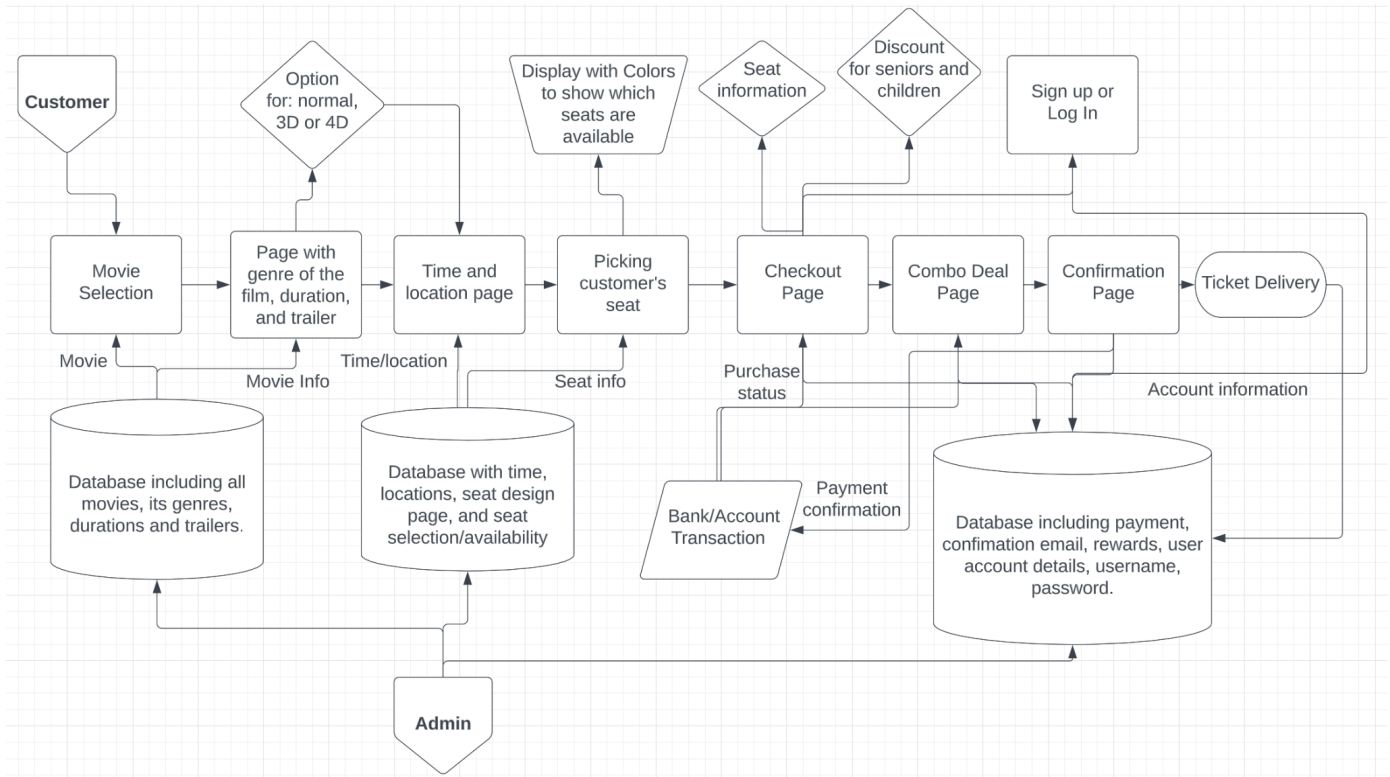 Customer
Option
for: normal,
3D or 4D
Display with Colors
to show which
seats are
available
Seat
information
Discount
for seniors and
children
Sign up or
Log In
Movie
Selection
Page with
genre of the
film, duration,
and trailer
Time and
location page
Picking
customer's
seat
Checkout
Page
Combo Deal
Page
Confirmation
Page
Ticket Delivery
Movie
Movie Info
Time/location
Seat info
Purchase
status
Account information
Database including all
movies, its genres,
durations and trailers.
Database with time,
locations, seat design
page, and seat
selection/availability
Bank/Account
Transaction
Payment
confirmation
Database including payment,
confimation email, rewards, user
account details, username,
password.
Admin